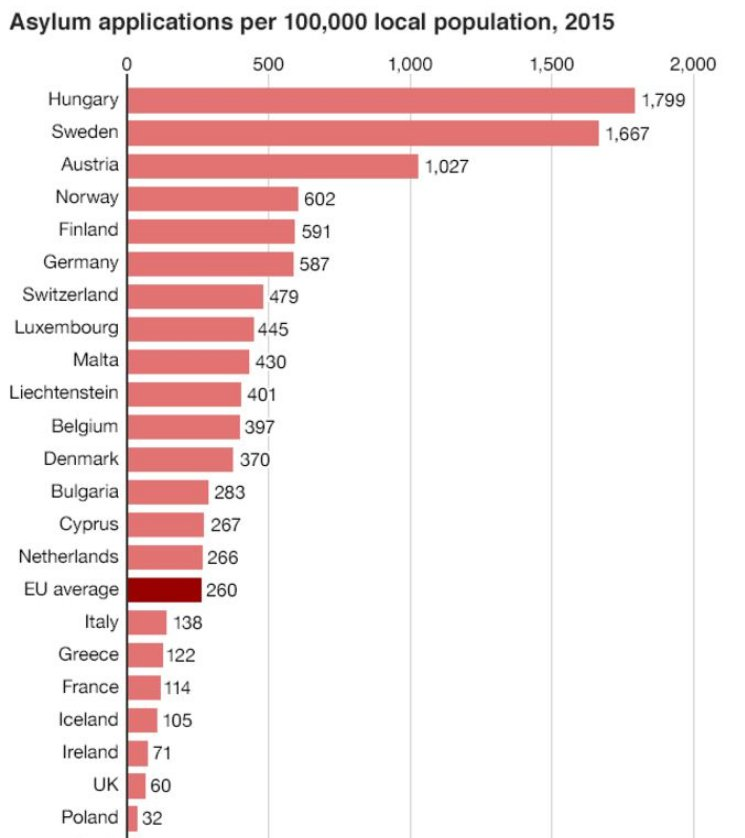 Asylum applications per 100,000 local population, 2015
0 500 1,000 1,500 2,000
Hungary 1,799
Sweden 1,667
Austria 1,027
Norway 602
Finland 591
Germany 587
Switzerland 479
Luxembourg 445
Malta 430
Liechtenstein 401
Belgium 397
Denmark 370
Bulgaria 283
Cyprus 267
Netherlands 266
EU average 260
Italy 138
Greece 122
France 114
Iceland 105
Ireland 71
UK 60
Poland 32